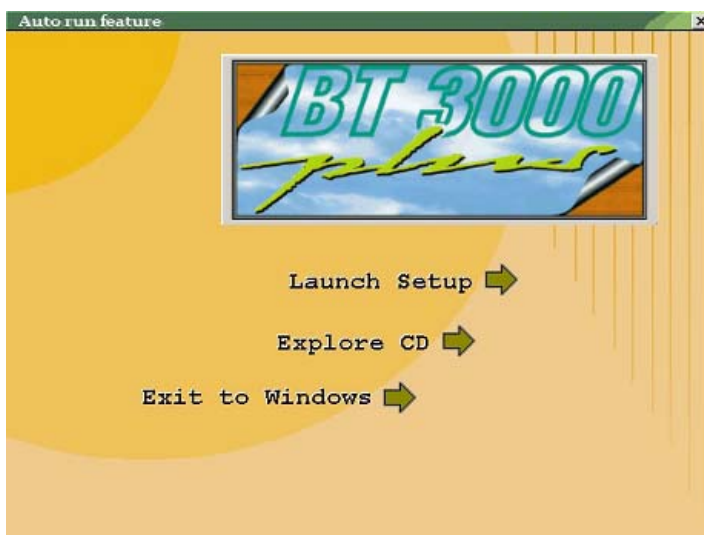 Auto run feature
BT 3000
plus
Launch Setup
Explore CD
Exit to Windows